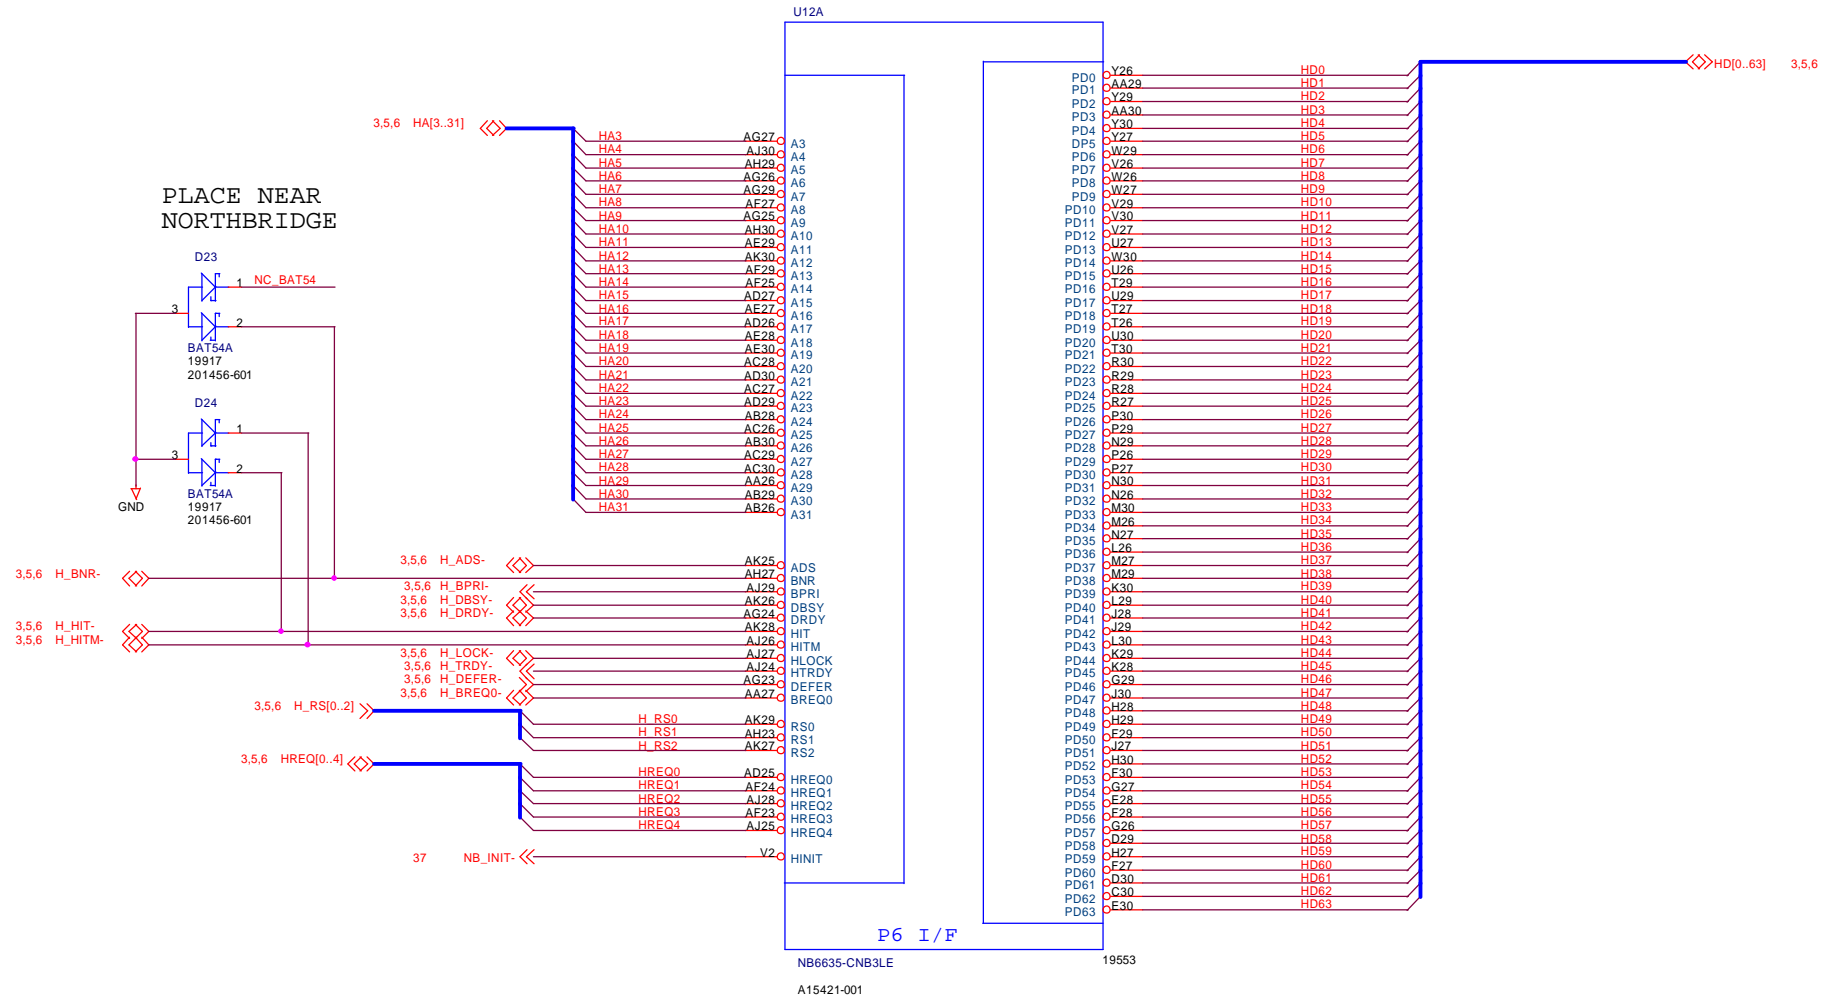 U12A
HD[0..63] 3,5,6
3,5,6 HA[3..31]
PLACE NEAR
NORTHBRIDGE
D23
1 NC_BAT54
3
2
BAT54A
19917
201456-601
D24
1
3
2
BAT54A
19917
201456-601
GND
HA3 AG27 A3
HA4 AJ30 A4
HA5 AH29 A5
HA6 AG26 A6
HA7 AG29 A7
HA8 AF27 A8
HA9 AG25 A9
HA10 AH30 A10
HA11 AE29 A11
HA12 AK30 A12
HA13 AF29 A13
HA14 AF25 A14
HA15 AD27 A15
HA16 AE27 A16
HA17 AD26 A17
HA18 AE28 A18
HA19 AE30 A19
HA20 AC28 A20
HA21 AD30 A21
HA22 AC27 A22
HA23 AD29 A23
HA24 AB28 A24
HA25 AC26 A25
HA26 AB30 A26
HA27 AC29 A27
HA28 AC30 A28
HA29 AA26 A29
HA30 AB29 A30
HA31 AB26 A31
3,5,6 H_ADS- AK25 ADS
3,5,6 H_BNR- AH27 BNR
3,5,6 H_BPRI- AJ29 BPRI
3,5,6 H_DBSY- AK26 DBSY
3,5,6 H_DRDY- AG24 DRDY
3,5,6 H_HIT- AK28 HIT
3,5,6 H_HITM- AJ26 HITM
3,5,6 H_LOCK- AJ27 HLOCK
3,5,6 H_TRDY- AJ24 HTRDY
3,5,6 H_DEFER- AG23 DEFER
3,5,6 H_BREQ0- AA27 BREQ0
3,5,6 H_RS[0..2]
H_RS0 AK29 RS0
H_RS1 AH23 RS1
H_RS2 AK27 RS2
3,5,6 HREQ[0..4]
HREQ0 AD25 HREQ0
HREQ1 AF24 HREQ1
HREQ2 AJ28 HREQ2
HREQ3 AF23 HREQ3
HREQ4 AJ25 HREQ4
37 NB_INIT- V2 HINIT
PD0 Y26 HD0
PD1 AA29 HD1
PD2 Y29 HD2
PD3 AA30 HD3
PD4 Y30 HD4
DP5 Y27 HD5
PD6 W29 HD6
PD7 V26 HD7
PD8 W26 HD8
PD9 W27 HD9
PD10 V29 HD10
PD11 V30 HD11
PD12 V27 HD12
PD13 U27 HD13
PD14 W30 HD14
PD15 U26 HD15
PD16 T29 HD16
PD17 U29 HD17
PD18 T27 HD18
PD19 T26 HD19
PD20 U30 HD20
PD21 T30 HD21
PD22 R30 HD22
PD23 R29 HD23
PD24 R28 HD24
PD25 R27 HD25
PD26 P30 HD26
PD27 P29 HD27
PD28 N29 HD28
PD29 P26 HD29
PD30 P27 HD30
PD31 N30 HD31
PD32 N26 HD32
PD33 M30 HD33
PD34 M26 HD34
PD35 N27 HD35
PD36 L26 HD36
PD37 M27 HD37
PD38 M29 HD38
PD39 K30 HD39
PD40 L29 HD40
PD41 J28 HD41
PD42 J29 HD42
PD43 L30 HD43
PD44 K29 HD44
PD45 K28 HD45
PD46 G29 HD46
PD47 J30 HD47
PD48 H28 HD48
PD49 H29 HD49
PD50 F29 HD50
PD51 J27 HD51
PD52 H30 HD52
PD53 F30 HD53
PD54 G27 HD54
PD55 E28 HD55
PD56 F28 HD56
PD57 G26 HD57
PD58 D29 HD58
PD59 H27 HD59
PD60 F27 HD60
PD61 D30 HD61
PD62 C30 HD62
PD63 E30 HD63
P6 I/F
NB6635-CNB3LE
19553
A15421-001